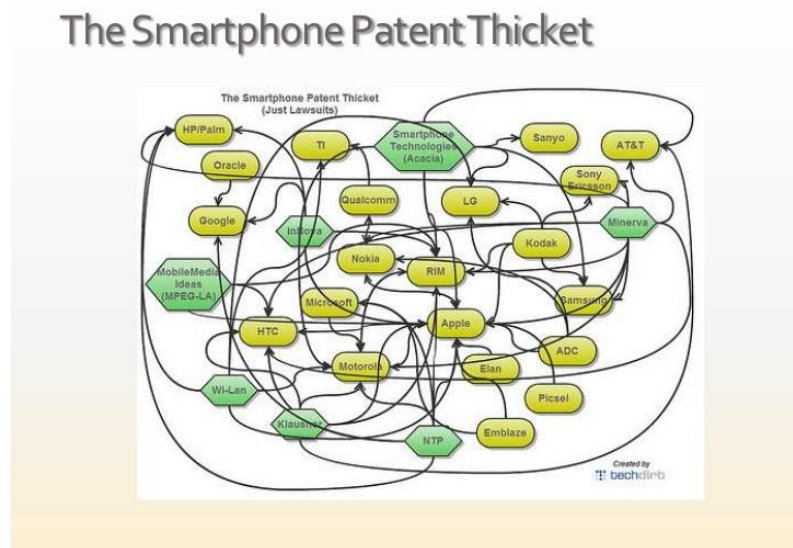 The Smartphone Patent Thicket
The Smartphone Patent Thicket
(Just Lawsuits)
HP/Palm
TI
Smartphone
Technologies
(Acacia)
Sanyo
AT&T
Oracle
Sony
Ericsson
Qualcomm
LG
Google
InNova
Minerva
Kodak
Nokia
RIM
MobileMedia
Ideas
(MPEG-LA)
Microsoft
Samsung
HTC
Apple
ADC
Motorola
Elan
Wi-Lan
Picsel
Klausner
NTP
Emblaze
Created by
techdirt